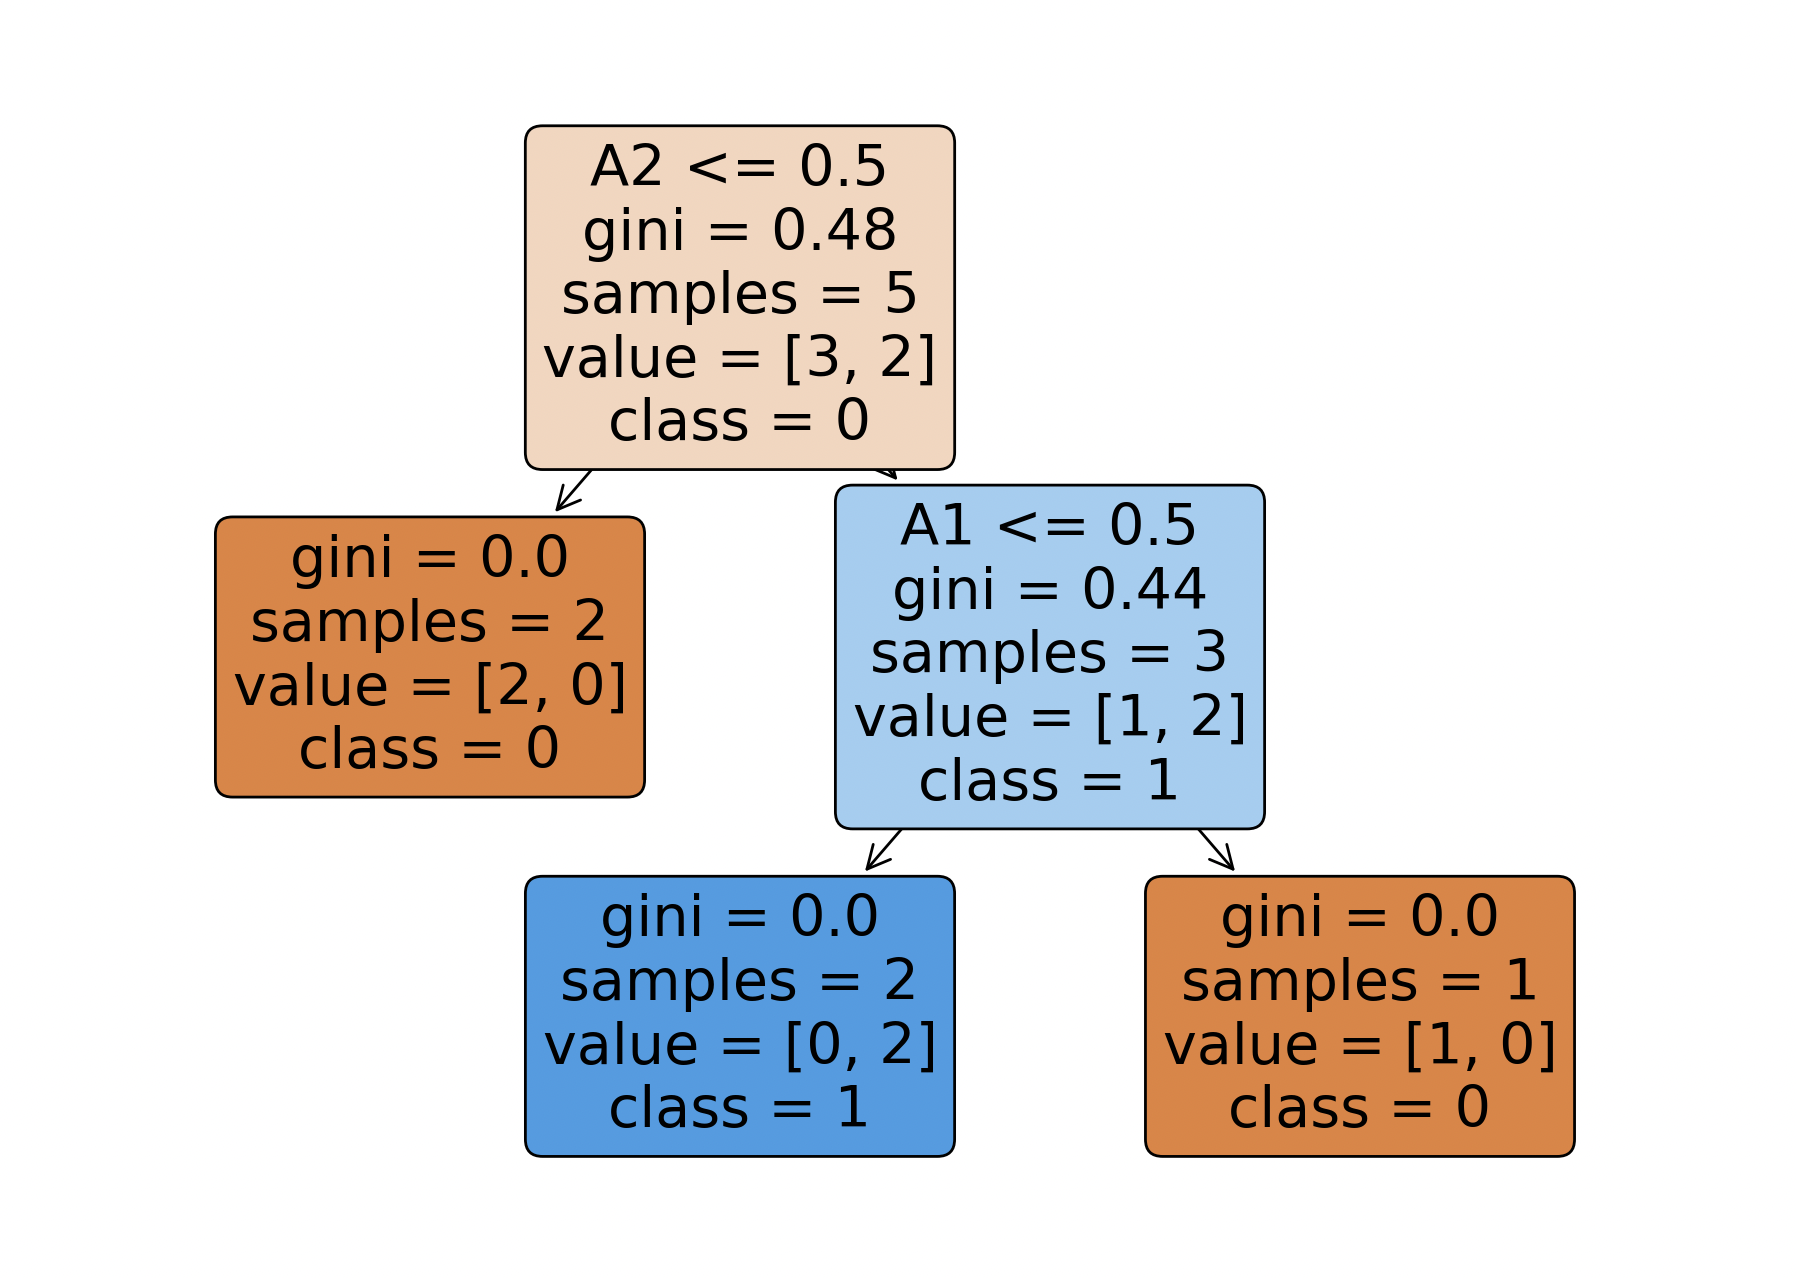 A2 <= 0.5
gini = 0.48
samples = 5
value = [3, 2]
class = 0
gini = 0.0
samples = 2
value = [2, 0]
class = 0
A1 <= 0.5
gini = 0.44
samples = 3
value = [1, 2]
class = 1
gini = 0.0
samples = 2
value = [0, 2]
class = 1
gini = 0.0
samples = 1
value = [1, 0]
class = 0